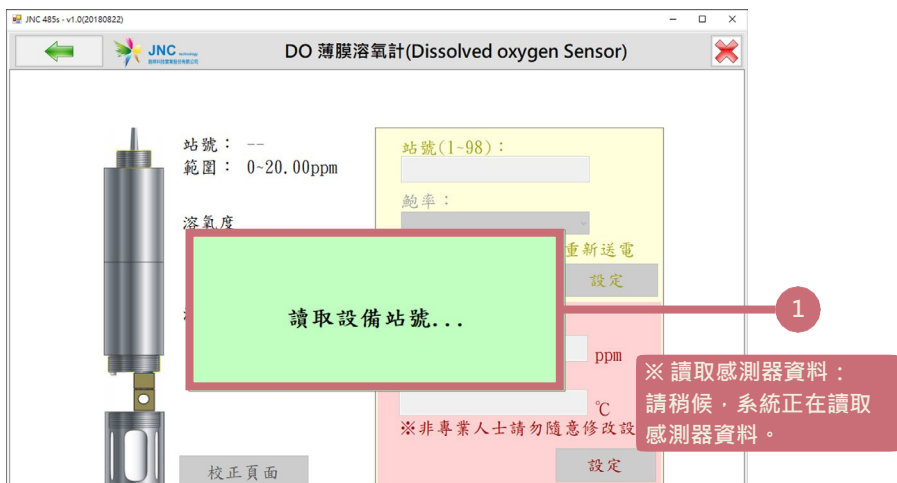 JNC 485s - v1.0(20180822)
JNC technology
DO 薄膜溶氧計(Dissolved oxygen Sensor)
站號： --
範圍： 0~20.00ppm
溶氧度
站號(1~98)：
鮑率：
重新送電
設定
讀取設備站號...
1
ppm
℃
※非專業人士請勿隨意修改設
設定
校正頁面
※ 讀取感測器資料：
請稍候，系統正在讀取
感測器資料。